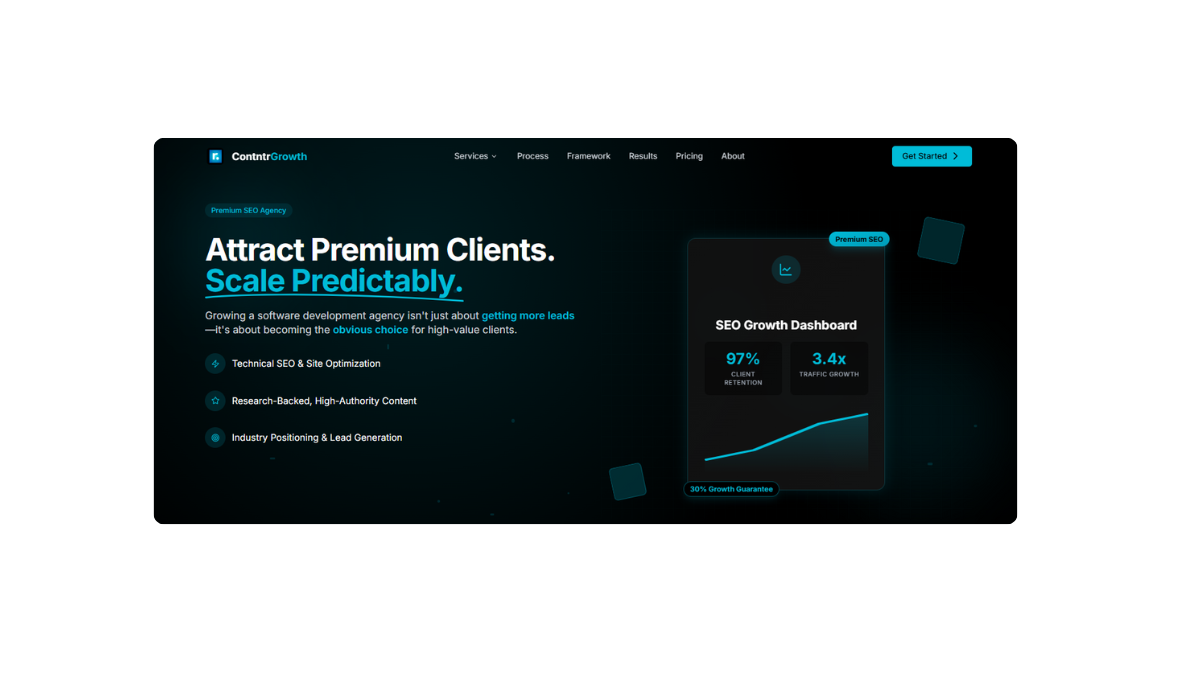 ContntrGrowth
Services
Process
Framework
Results
Pricing
About
Get Started
Premium SEO Agency
Attract Premium Clients.
Scale Predictably.
Growing a software development agency isn't just about getting more leads
—it's about becoming the obvious choice for high-value clients.
Technical SEO & Site Optimization
Research-Backed, High-Authority Content
Industry Positioning & Lead Generation
Premium SEO
SEO Growth Dashboard
97%
CLIENT
RETENTION
3.4x
TRAFFIC GROWTH
30% Growth Guarantee